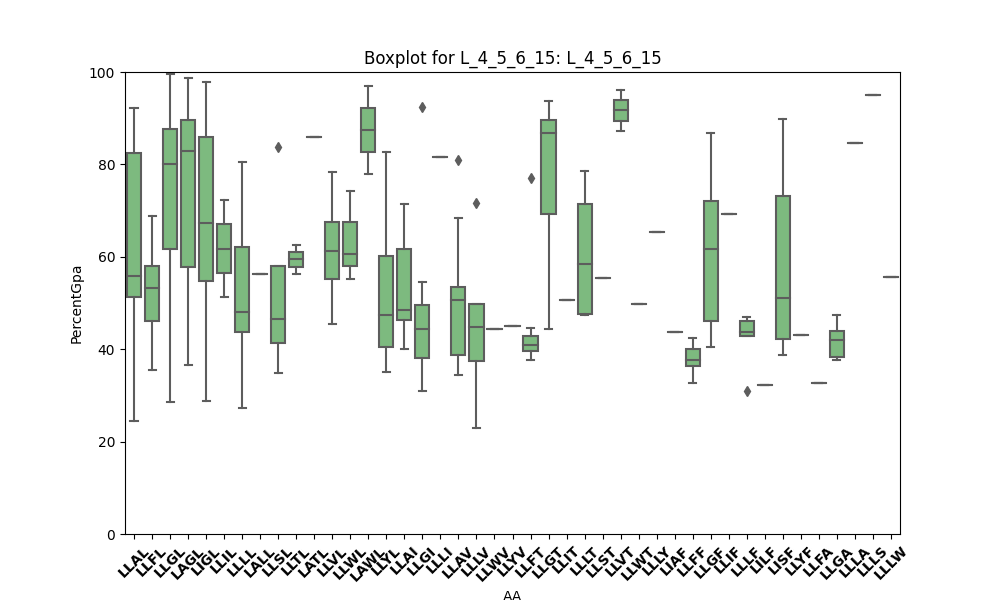 Boxplot for L_4_5_6_15: L_4_5_6_15
100
80
60
40
20
0
PercentGpa
LLAL LLFL LLGL LAGL LIGL LLIL LLLL LALL LLSL LLTL LATL LLVL LLWL LAWL LLYL LLAI LLGI LLLI LLAV LLLV LLWV LLYV LLFT LLGT LLIT LLLT LLST LLVT LLWT LLLY LIAF LLFF LLGF LLIF LLLF LILF LISF LLYF LLFA LLGA LLLA LLLS LLLW
AA